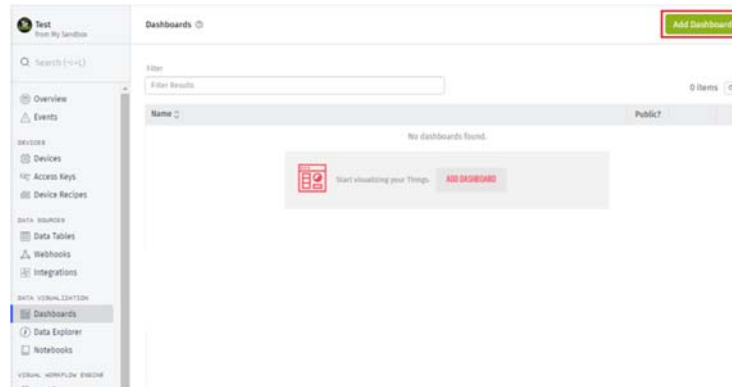 Test
from My Sandbox
Dashboards
Add Dashboard
Search
Filter
Filter Results
0 items
Overview
Events
Name
Public?
No dashboards found.
DEVICES
Devices
Access Keys
Device Recipes
Start visualizing your Things.
ADD DASHBOARD
DATA SOURCES
Data Tables
Webhooks
Integrations
DATA VISUALIZATION
Dashboards
Data Explorer
Notebooks
VISUAL WORKFLOW ENGINE